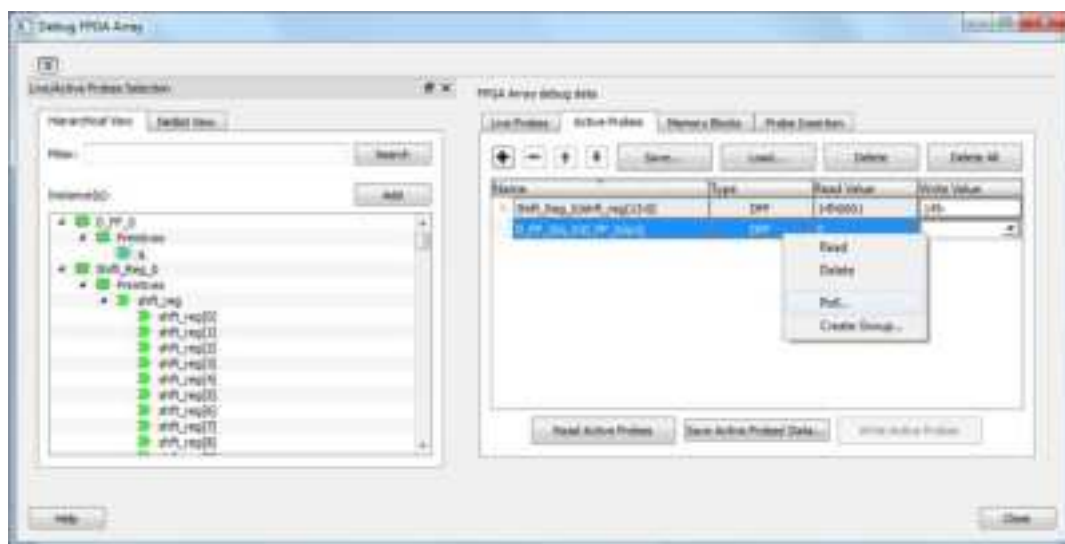 Debug FPGA Array
Live/Active Probes Selection
Hierarchical View Netlist View
Filter: Search
Instance(s): Add
D_FF_0
Primitives
q
Shift_Reg_0
Primitives
shift_reg
shift_reg[0]
shift_reg[1]
shift_reg[2]
shift_reg[3]
shift_reg[4]
shift_reg[5]
shift_reg[6]
shift_reg[7]
shift_reg[8]
FPGA Array debug data
Live Probes Active Probes Memory Blocks Probe Insertion
Save... Load... Delete Delete All
Name Type Read Value Write Value
DFF
DFF
Read
Delete
Poll...
Create Group...
Read Active Probes Save Active Probes' Data... Write Active Probes
Help Close